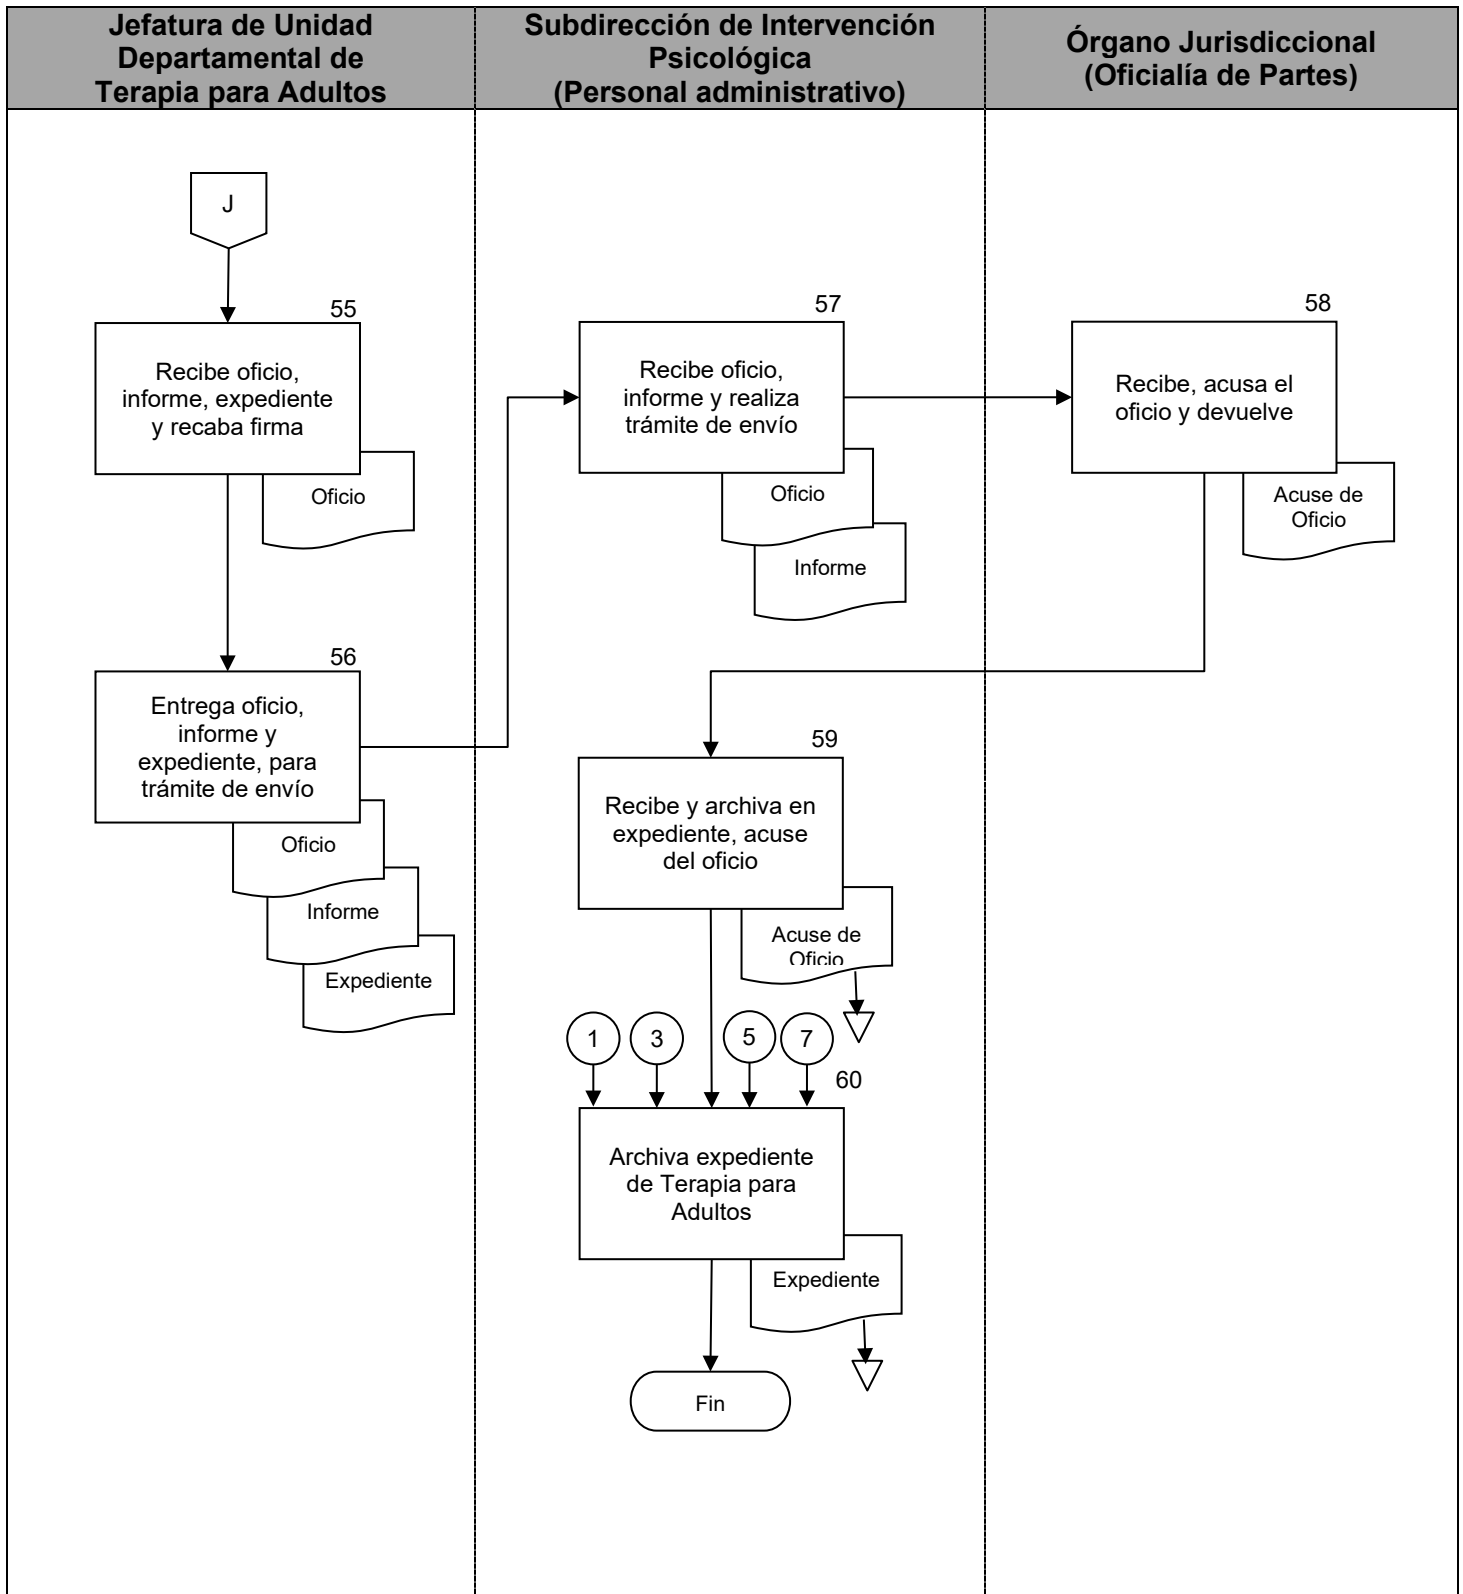 Jefatura de Unidad
Departamental de
Terapia para Adultos
Subdirección de Intervención
Psicológica
(Personal administrativo)
Órgano Jurisdiccional
(Oficialía de Partes)
J
55
Recibe oficio,
informe, expediente
y recaba firma
Oficio
56
Entrega oficio,
informe y
expediente, para
trámite de envío
Oficio
Informe
Expediente
57
Recibe oficio,
informe y realiza
trámite de envío
Oficio
Informe
58
Recibe, acusa el
oficio y devuelve
Acuse de
Oficio
59
Recibe y archiva en
expediente, acuse
del oficio
Acuse de
Oficio
1
3
5
7
60
Archiva expediente
de Terapia para
Adultos
Expediente
Fin